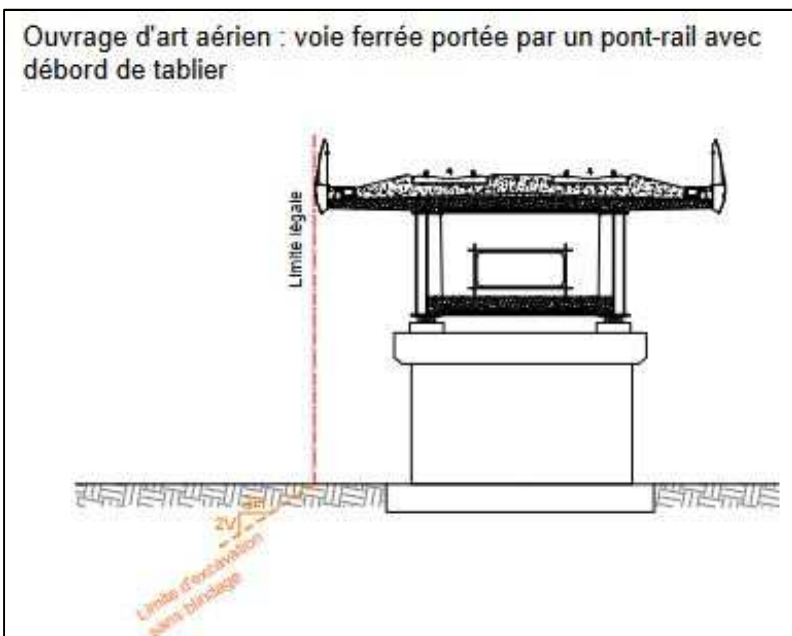 Ouvrage d'art aérien : voie ferrée portée par un pont-rail avec
débord de tablier
Limite légale
2V
Limite d'excavation
sans blindage